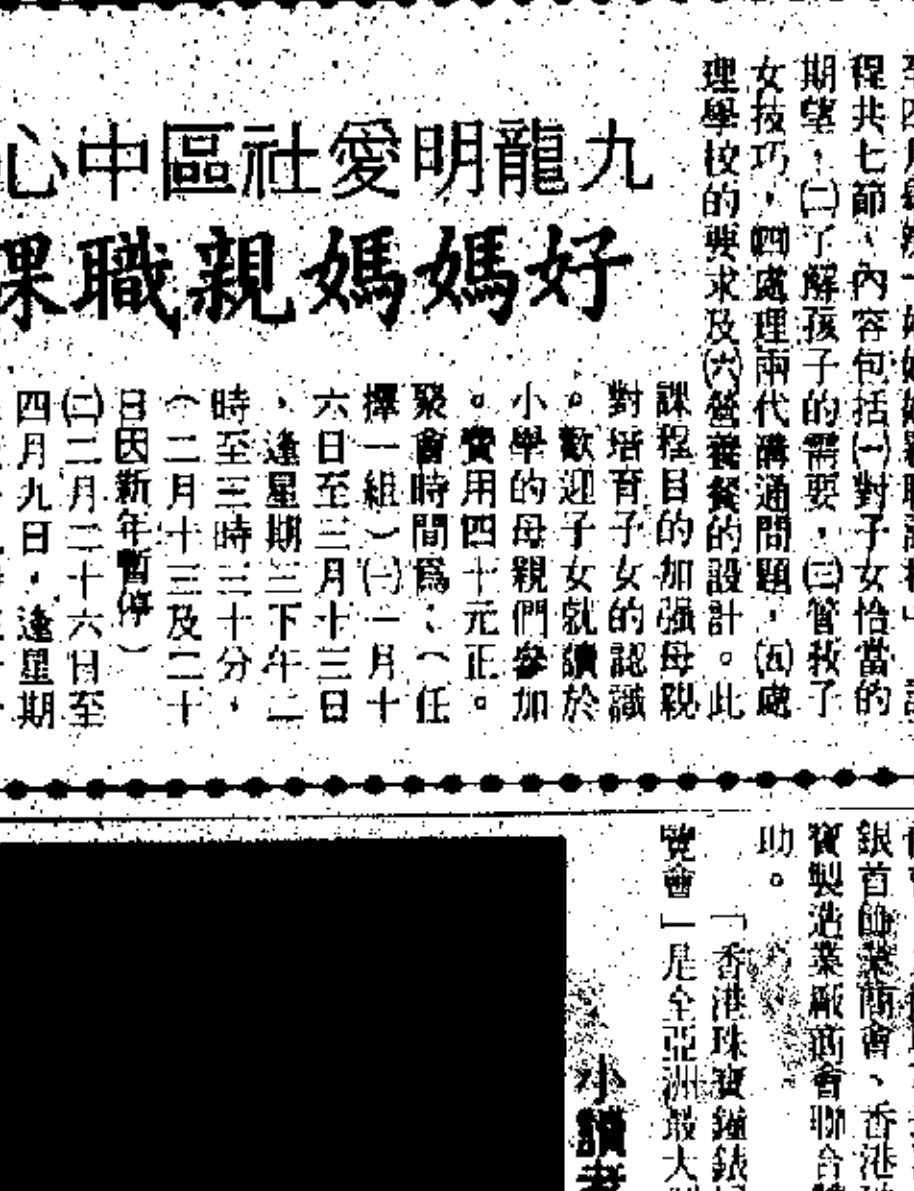 九龍明愛社區中心
好媽媽親職課
程共七節、內容包括㈠對子女恰當的
期望,㈡了解孩子的需要,㈢管敎子
女技巧,四處理兩代溝通問題,㈤處
理學校的要求及㈥營養餐的設計。此
課程目的加强母親
對培育子女的認識
。歡迎子女就讀於
小學的母親們參加
。費用四十元正。
聚會時間爲:(任
擇一組)㈠一月十
六日至三月十三日
,逢星期三下午二
時至三時三十分,
(二月十三及二十
日因新年暫停)
㈡二月二十六日至
四月九日,逢星期
銀首飾業商會、香港
寶製造業廠商會聯合
助。
「香港珠寶鐘錶
覽會」是全亞洲最大
小讀者